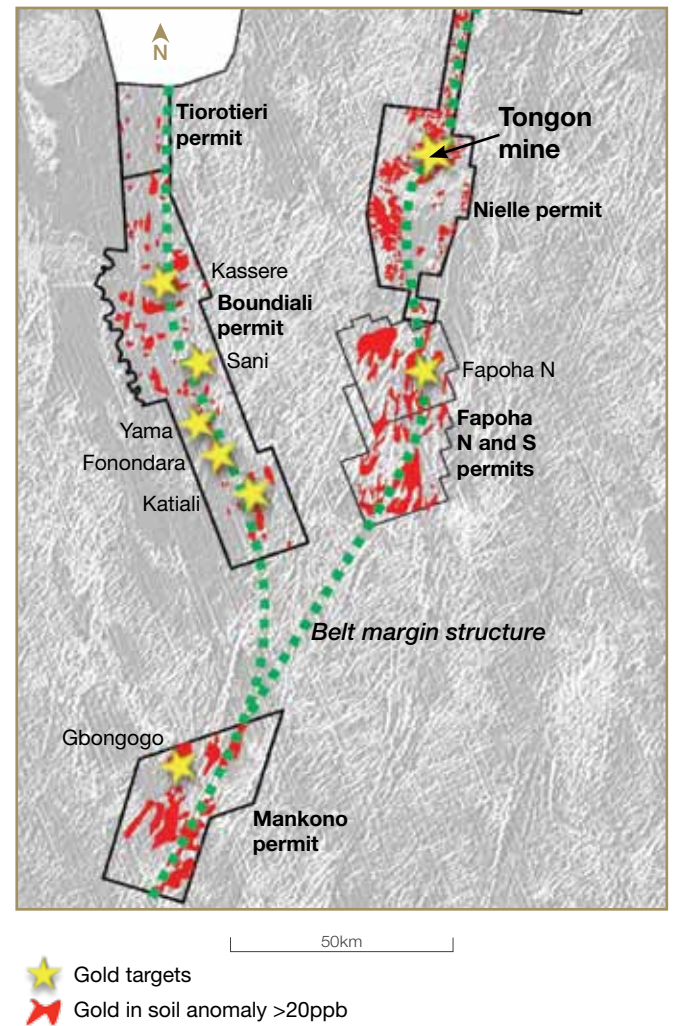 N
Tiorotieri
permit
Tongon
mine
Nielle permit
Kassere
Boundiali
permit
Sani
Fapoha N
Yama
Fapoha
N and S
permits
Fonondara
Katiali
Belt margin structure
Gbongogo
Mankono
permit
50km
Gold targets
Gold in soil anomaly >20ppb